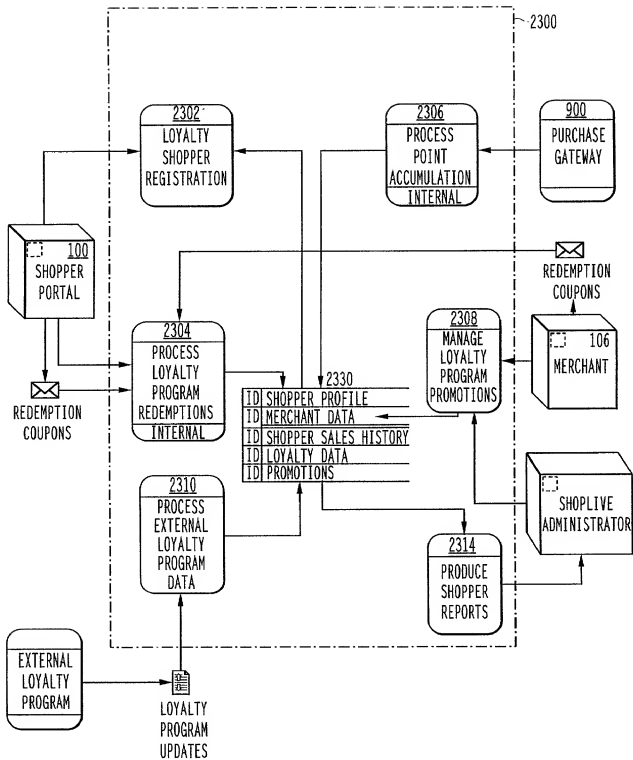 2300
2302
LOYALTY
SHOPPER
REGISTRATION
2306
PROCESS
POINT
ACCUMULATION
INTERNAL
900
PURCHASE
GATEWAY
100
SHOPPER
PORTAL
REDEMPTION
COUPONS
2304
PROCESS
LOYALTY
PROGRAM
REDEMPTIONS
INTERNAL
REDEMPTION
COUPONS
2308
MANAGE
LOYALTY
PROGRAM
PROMOTIONS
106
MERCHANT
2330
ID SHOPPER PROFILE
ID MERCHANT DATA
ID SHOPPER SALES HISTORY
ID LOYALTY DATA
ID PROMOTIONS
2310
PROCESS
EXTERNAL
LOYALTY
PROGRAM
DATA
SHOPLIVE
ADMINISTRATOR
2314
PRODUCE
SHOPPER
REPORTS
EXTERNAL
LOYALTY
PROGRAM
LOYALTY
PROGRAM
UPDATES